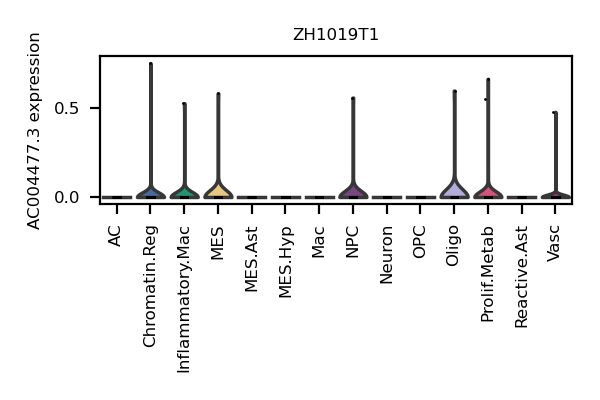 ZH1019T1
AC004477.3 expression
0.5
0.0
AC
Chromatin.Reg
Inflammatory.Mac
MES
MES.Ast
MES.Hyp
Mac
NPC
Neuron
OPC
Oligo
Prolif.Metab
Reactive.Ast
Vasc